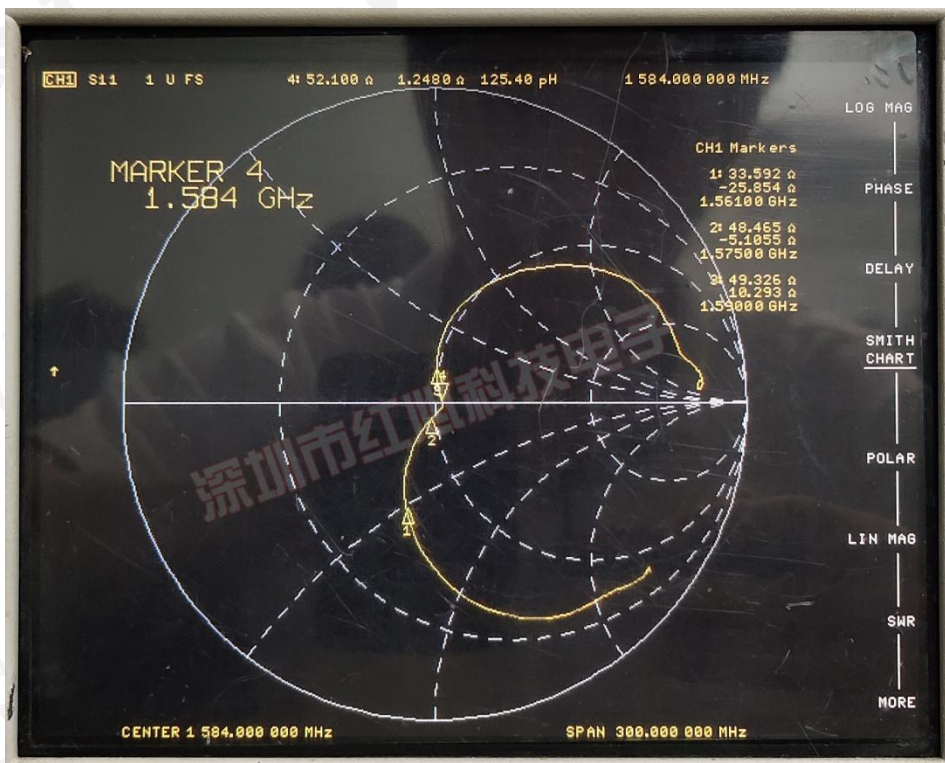 CH1 S11 1 U FS 4: 52.100 Ω 1.2480 Ω 125.40 pH 1 584.000 000 MHz
LOG MAG
MARKER 4
1.584 GHz
CH1 Markers
1: 33.592 Ω
-25.854 Ω
1.56100 GHz
2: 48.465 Ω
-5.1055 Ω
1.57500 GHz
3: 49.326 Ω
10.293 Ω
1.59000 GHz
PHASE
DELAY
SMITH
CHART
POLAR
LIN MAG
SWR
MORE
4
2
1
深圳市红恺科技电子
CENTER 1 584.000 000 MHz SPAN 300.000 000 MHz